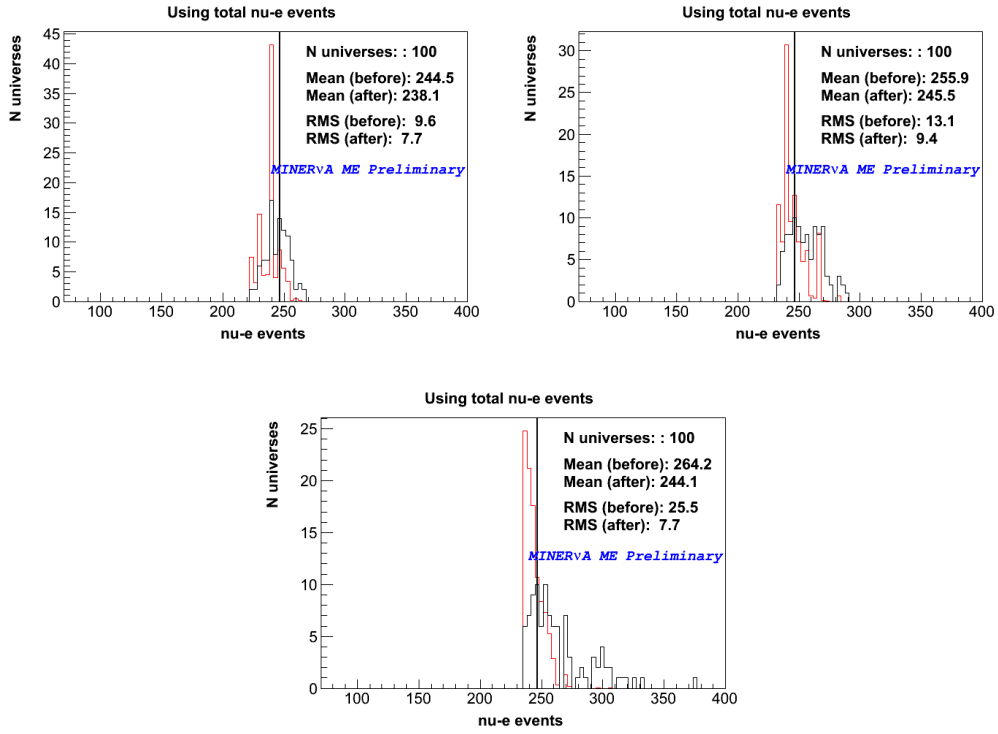 Using total nu-e events
N universes
45
40
35
30
25
20
15
10
5
0
N universes: : 100
Mean (before): 244.5
Mean (after): 238.1
RMS (before): 9.6
RMS (after): 7.7
MINERνA ME Preliminary
100 150 200 250 300 350 400
nu-e events
Using total nu-e events
N universes
30
25
20
15
10
5
0
N universes: : 100
Mean (before): 255.9
Mean (after): 245.5
RMS (before): 13.1
RMS (after): 9.4
MINERνA ME Preliminary
100 150 200 250 300 350 400
nu-e events
Using total nu-e events
N universes
25
20
15
10
5
0
N universes: : 100
Mean (before): 264.2
Mean (after): 244.1
RMS (before): 25.5
RMS (after): 7.7
MINERνA ME Preliminary
100 150 200 250 300 350 400
nu-e events